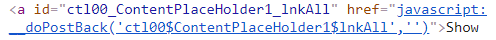 <a id="ctl00_ContentPlaceHolder1_lnkAll" href="javascript:
__doPostBack('ctl00$ContentPlaceHolder1$lnkAll','')">Show